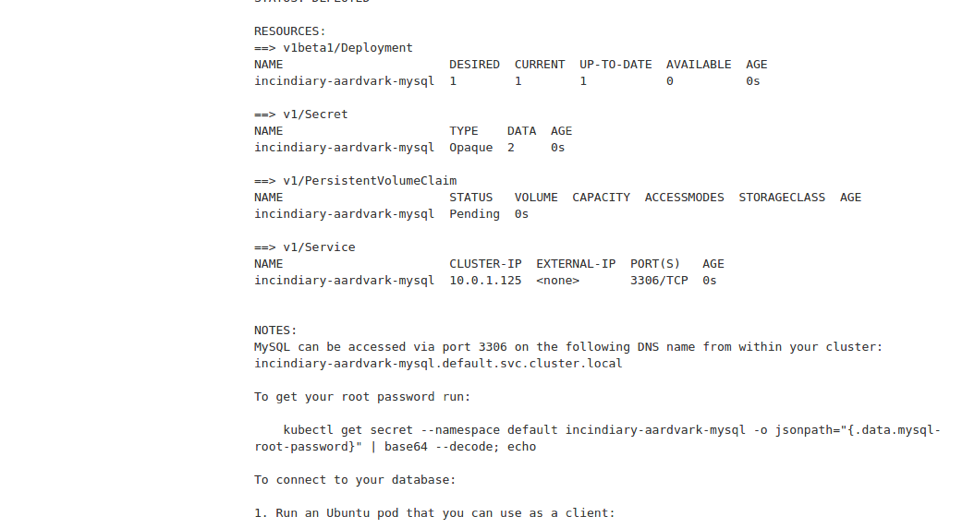 STATUS: DEPLOYED
RESOURCES:
==> v1beta1/Deployment
NAME                       DESIRED  CURRENT  UP-TO-DATE  AVAILABLE  AGE
incindiary-aardvark-mysql  1        1        1           0          0s
==> v1/Secret
NAME                       TYPE    DATA  AGE
incindiary-aardvark-mysql  Opaque  2     0s
==> v1/PersistentVolumeClaim
NAME                       STATUS   VOLUME  CAPACITY  ACCESSMODES  STORAGECLASS  AGE
incindiary-aardvark-mysql  Pending  0s
==> v1/Service
NAME                       CLUSTER-IP  EXTERNAL-IP  PORT(S)   AGE
incindiary-aardvark-mysql  10.0.1.125  <none>       3306/TCP  0s
NOTES:
MySQL can be accessed via port 3306 on the following DNS name from within your cluster:
incindiary-aardvark-mysql.default.svc.cluster.local
To get your root password run:
    kubectl get secret --namespace default incindiary-aardvark-mysql -o jsonpath="{.data.mysql-
root-password}" | base64 --decode; echo
To connect to your database:
1. Run an Ubuntu pod that you can use as a client: